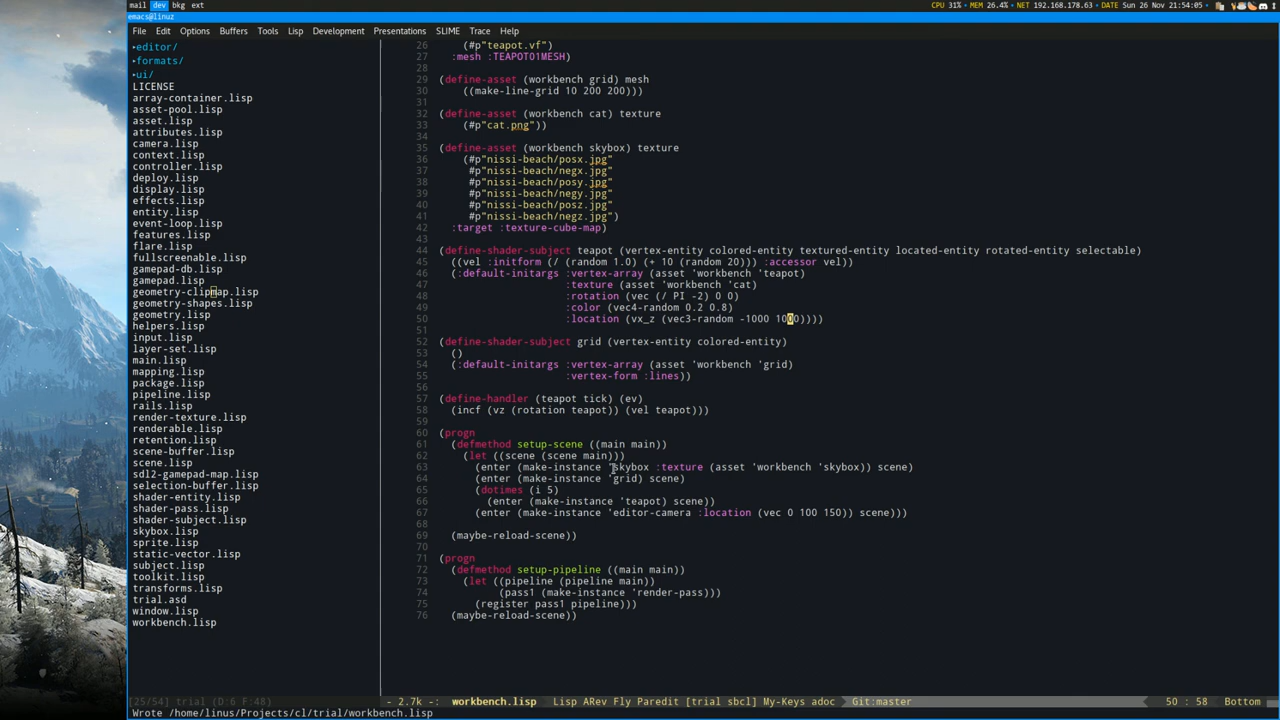 mail dev bkg ext
CPU 31% • MEM 26.4% • NET 192.168.178.63 • DATE Sun 26 Nov 21:54:05
emacs@linuz
File Edit Options Buffers Tools Lisp Development Presentations SLIME Trace Help
editor/
formats/
ui/
LICENSE
array-container.lisp
asset-pool.lisp
asset.lisp
attributes.lisp
camera.lisp
context.lisp
controller.lisp
deploy.lisp
display.lisp
effects.lisp
entity.lisp
event-loop.lisp
features.lisp
flare.lisp
fullscreenable.lisp
gamepad-db.lisp
gamepad.lisp
geometry-clipmap.lisp
geometry-shapes.lisp
geometry.lisp
helpers.lisp
input.lisp
layer-set.lisp
main.lisp
mapping.lisp
package.lisp
pipeline.lisp
rails.lisp
render-texture.lisp
renderable.lisp
retention.lisp
scene-buffer.lisp
scene.lisp
sdl2-gamepad-map.lisp
selection-buffer.lisp
shader-entity.lisp
shader-pass.lisp
shader-subject.lisp
skybox.lisp
sprite.lisp
static-vector.lisp
subject.lisp
toolkit.lisp
transforms.lisp
trial.asd
window.lisp
workbench.lisp
26 (#p"teapot.vf")
27 :mesh :TEAPOT01MESH)
28
29 (define-asset (workbench grid) mesh
30 ((make-line-grid 10 200 200)))
31
32 (define-asset (workbench cat) texture
33 (#p"cat.png"))
34
35 (define-asset (workbench skybox) texture
36 (#p"nissi-beach/posx.jpg"
37 #p"nissi-beach/negx.jpg"
38 #p"nissi-beach/posy.jpg"
39 #p"nissi-beach/negy.jpg"
40 #p"nissi-beach/posz.jpg"
41 #p"nissi-beach/negz.jpg")
42 :target :texture-cube-map)
43
44 (define-shader-subject teapot (vertex-entity colored-entity textured-entity located-entity rotated-entity selectable)
45 ((vel :initform (/ (random 1.0) (+ 10 (random 20))) :accessor vel))
46 (:default-initargs :vertex-array (asset 'workbench 'teapot)
47 :texture (asset 'workbench 'cat)
48 :rotation (vec (/ PI -2) 0 0)
49 :color (vec4-random 0.2 0.8)
50 :location (vx_z (vec3-random -1000 1000))))
51
52 (define-shader-subject grid (vertex-entity colored-entity)
53 ()
54 (:default-initargs :vertex-array (asset 'workbench 'grid)
55 :vertex-form :lines))
56
57 (define-handler (teapot tick) (ev)
58 (incf (vz (rotation teapot)) (vel teapot)))
59
60 (progn
61 (defmethod setup-scene ((main main))
62 (let ((scene (scene main)))
63 (enter (make-instance 'skybox :texture (asset 'workbench 'skybox)) scene)
64 (enter (make-instance 'grid) scene)
65 (dotimes (i 5)
66 (enter (make-instance 'teapot) scene))
67 (enter (make-instance 'editor-camera :location (vec 0 100 150)) scene)))
68
69 (maybe-reload-scene))
70
71 (progn
72 (defmethod setup-pipeline ((main main))
73 (let ((pipeline (pipeline main))
74 (pass1 (make-instance 'render-pass)))
75 (register pass1 pipeline)))
76 (maybe-reload-scene))
[25/54] trial (D:6 F:48)
- 2.7k -: workbench.lisp Lisp ARev Fly Paredit [trial sbcl] My-Keys adoc Git:master 50 : 58 Bottom
Wrote /home/linus/Projects/cl/trial/workbench.lisp